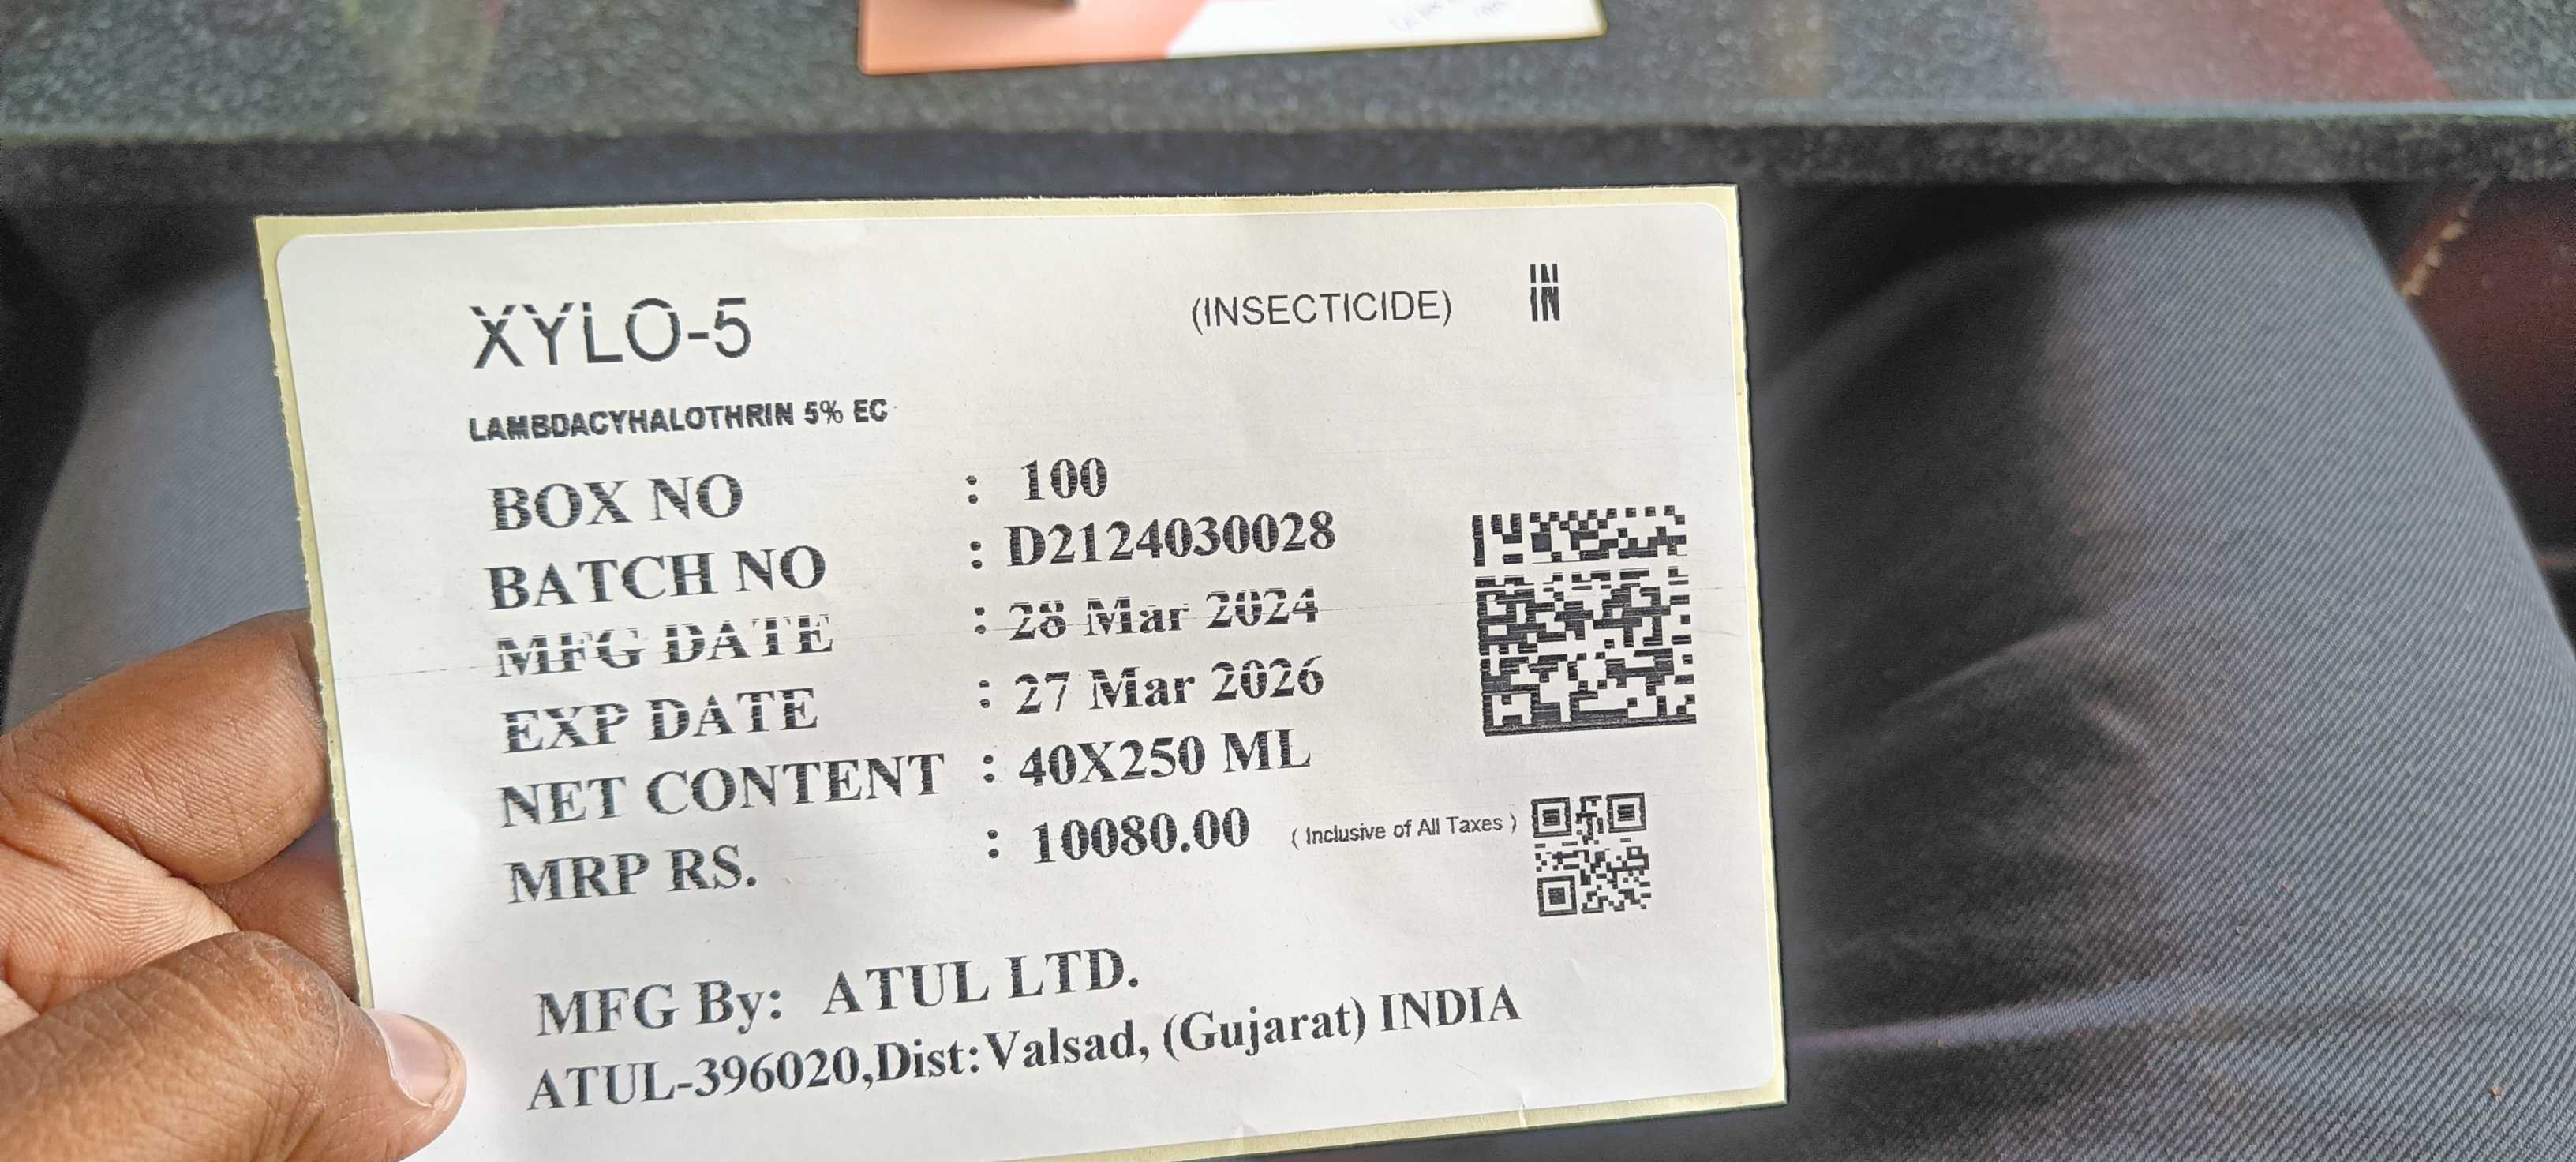 XYLO-5 (INSECTICIDE) IN
IN
LAMBDACYHALOTHRIN 5% EC
BOX NO : 100
BATCH NO : D2124030028
MFG DATE : 28 Mar 2024
EXP DATE : 27 Mar 2026
NET CONTENT : 40X250 ML
MRP RS. : 10080.00 ( Inclusive of All Taxes )
MFG By: ATUL LTD.
ATUL-396020,Dist:Valsad, (Gujarat) INDIA